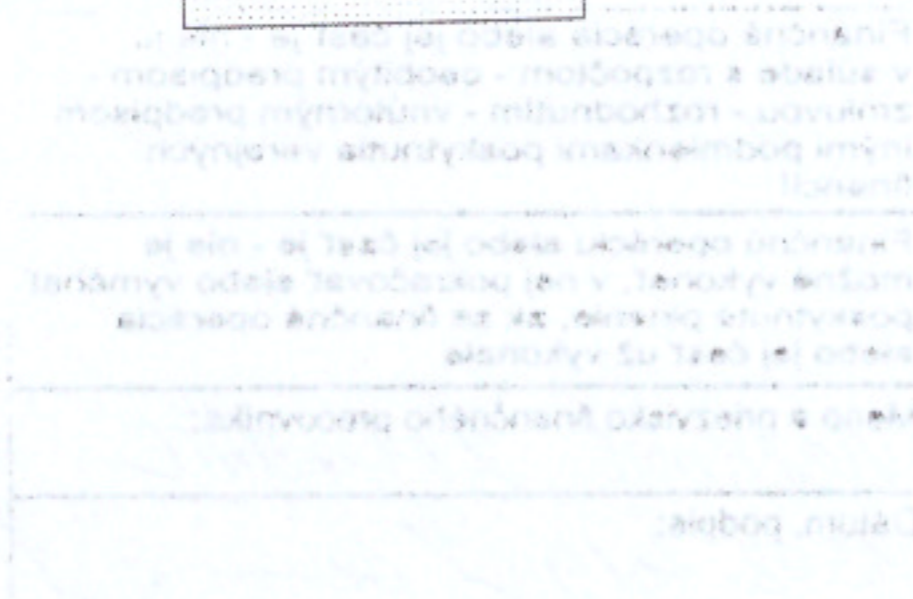 Finančná operácia alebo jej časť je - nie je
v súlade s rozpočtom - osobitým predpisom -
zmluvou - rozhodnutím - vnútorným predpisom
inými podmienkami poskytnutia verejných
financií
Finančnú operáciu alebo jej časť je - nie je
možné vykonať, v nej pokračovať alebo vymáhať
poskytnuté plnenie, ak sa finančná operácia
alebo jej časť už vykonala
Meno a priezvisko finančného pracovníka:
Dátum, podpis: